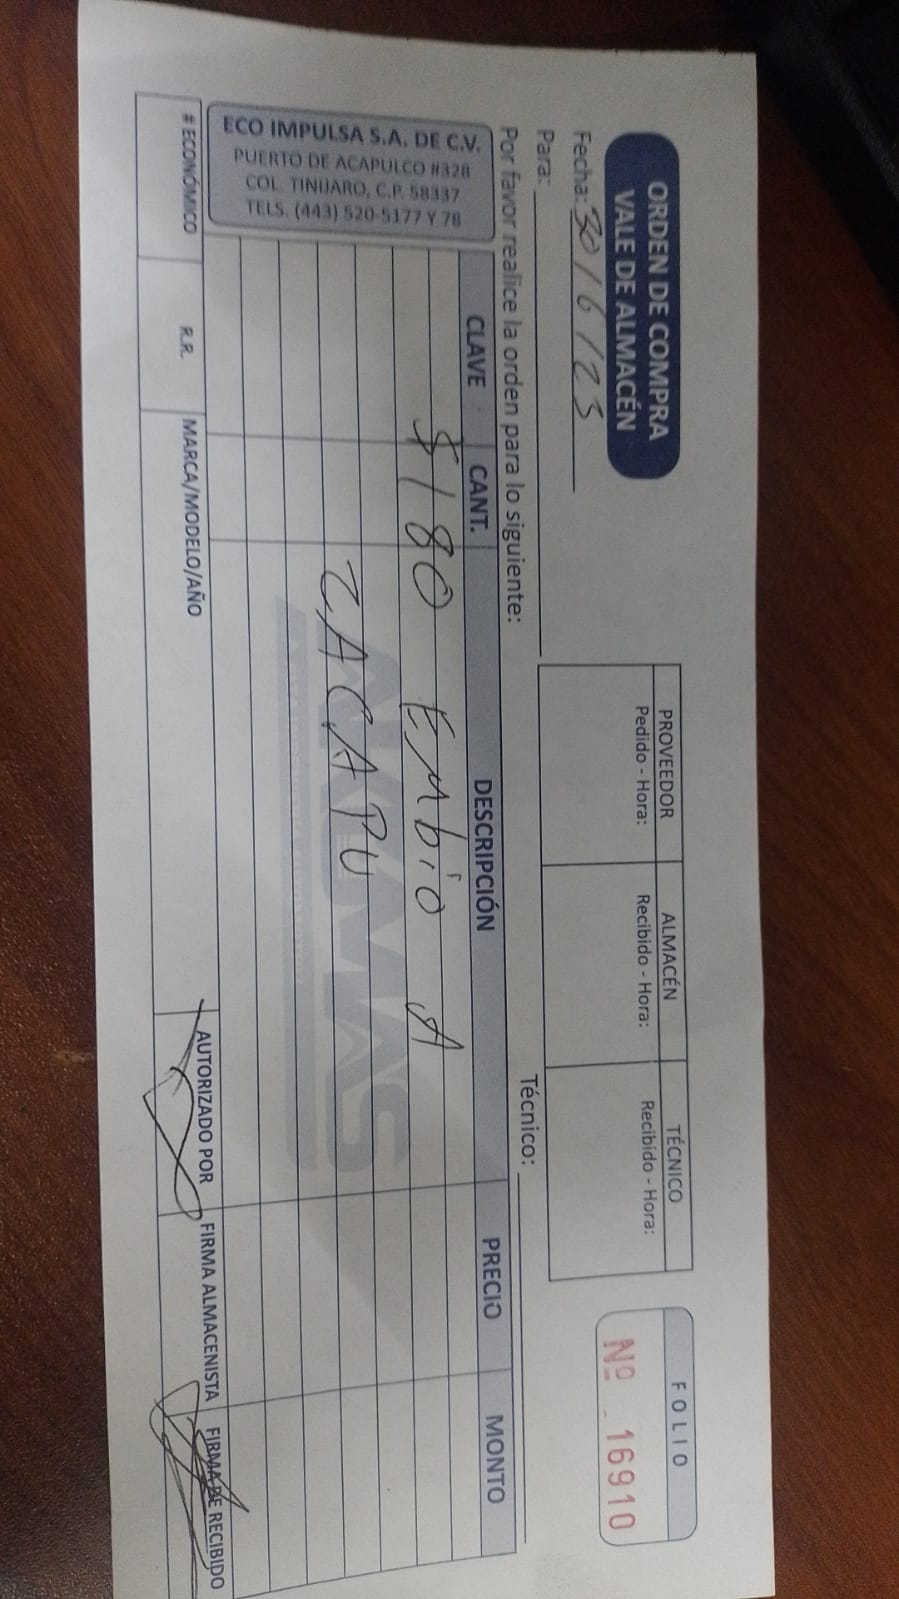 ORDEN DE COMPRA
VALE DE ALMACÉN
PROVEEDOR
Pedido - Hora:
ALMACÉN
Recibido - Hora:
TÉCNICO
Recibido - Hora:
FOLIO
Nº 16910
Fecha: 30/6/23
Para:
Técnico:
Por favor realice la orden para lo siguiente:
ECO IMPULSA S.A. DE C.V.
PUERTO DE ACAPULCO #328
COL. TINIJARO, C.P. 58337
TELS. (443) 520-5177 Y 78
CLAVE CANT. DESCRIPCIÓN PRECIO MONTO
$180 EMbio A
ZACAPU
# ECONÓMICO R.R. MARCA/MODELO/AÑO AUTORIZADO POR FIRMA ALMACENISTA FIRMA DE RECIBIDO